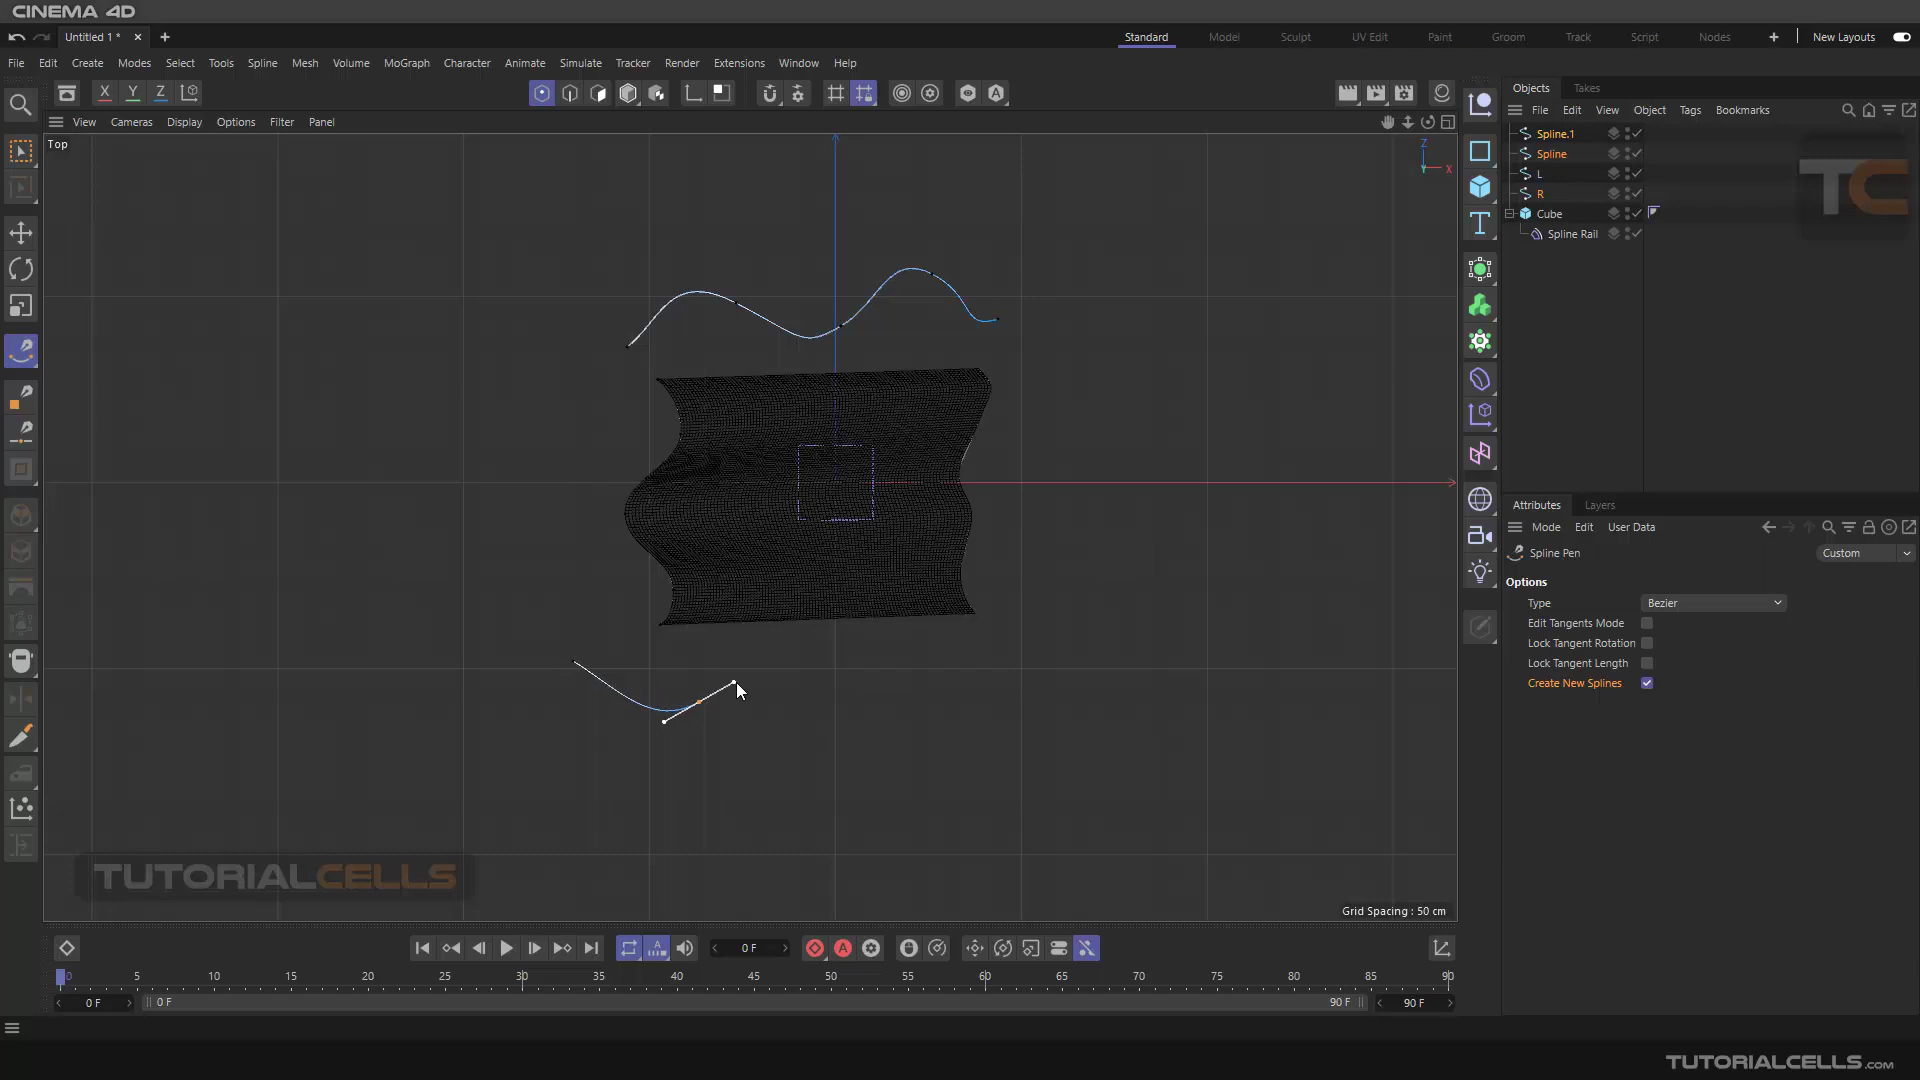 CINEMA 4D
Untitled 1 *
Standard
Model
Sculpt
UV Edit
Paint
Groom
Track
Script
Nodes
New Layouts
File Edit Create Modes Select Tools Spline Mesh Volume MoGraph Character Animate Simulate Tracker Render Extensions Window Help
X Y Z
View Cameras Display Options Filter Panel
Top
Z
Y X
Objects Takes
File Edit View Object Tags Bookmarks
Spline.1
Spline
L
R
Cube
Spline Rail
TC
Attributes Layers
Mode Edit User Data
Spline Pen
Custom
Options
Type Bezier
Edit Tangents Mode
Lock Tangent Rotation
Lock Tangent Length
Create New Splines
TUTORIALCELLS
Grid Spacing : 50 cm
0 F
0 5 10 15 20 25 30 35 40 45 50 55 60 65 70 75 80 85 90
0 F 0 F 90 F 90 F
TUTORIALCELLS.com